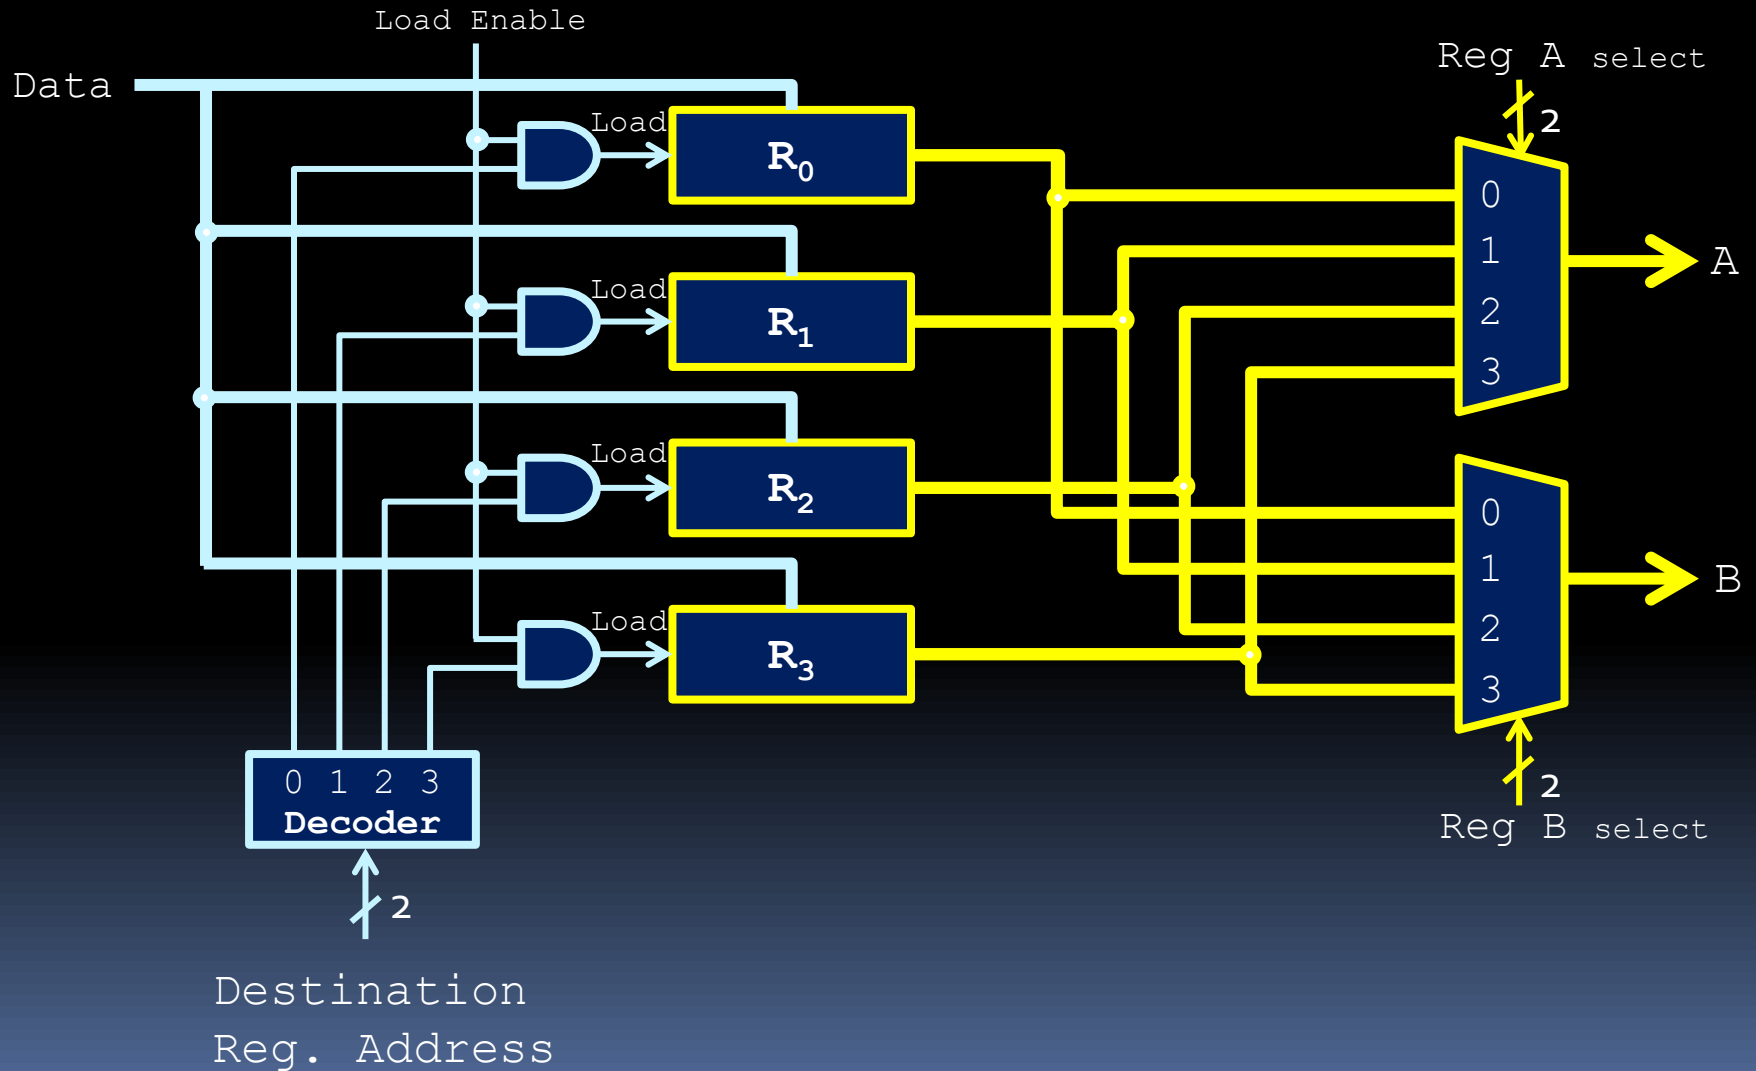 Load Enable
Data
Reg A select
2
Load
R0
0
1
2
3
A
Load
R1
Load
R2
0
1
2
3
B
Load
R3
0 1 2 3
Decoder
2
Reg B select
2
Destination
Reg. Address